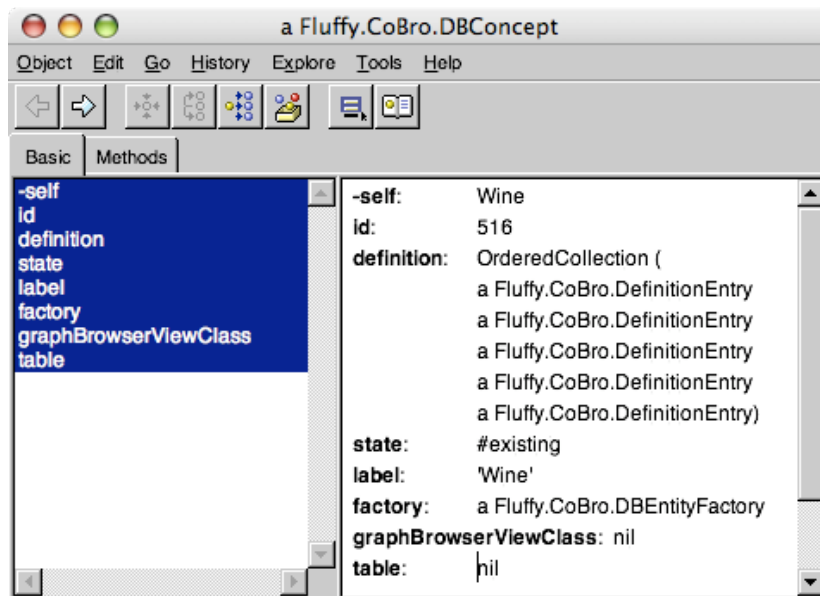 a Fluffy.CoBro.DBConcept
Object Edit Go History Explore Tools Help
Basic Methods
-self
id
definition
state
label
factory
graphBrowserViewClass
table
-self: Wine
id: 516
definition: OrderedCollection (
a Fluffy.CoBro.DefinitionEntry
a Fluffy.CoBro.DefinitionEntry
a Fluffy.CoBro.DefinitionEntry
a Fluffy.CoBro.DefinitionEntry
a Fluffy.CoBro.DefinitionEntry)
state: #existing
label: 'Wine'
factory: a Fluffy.CoBro.DBEntityFactory
graphBrowserViewClass: nil
table: nil